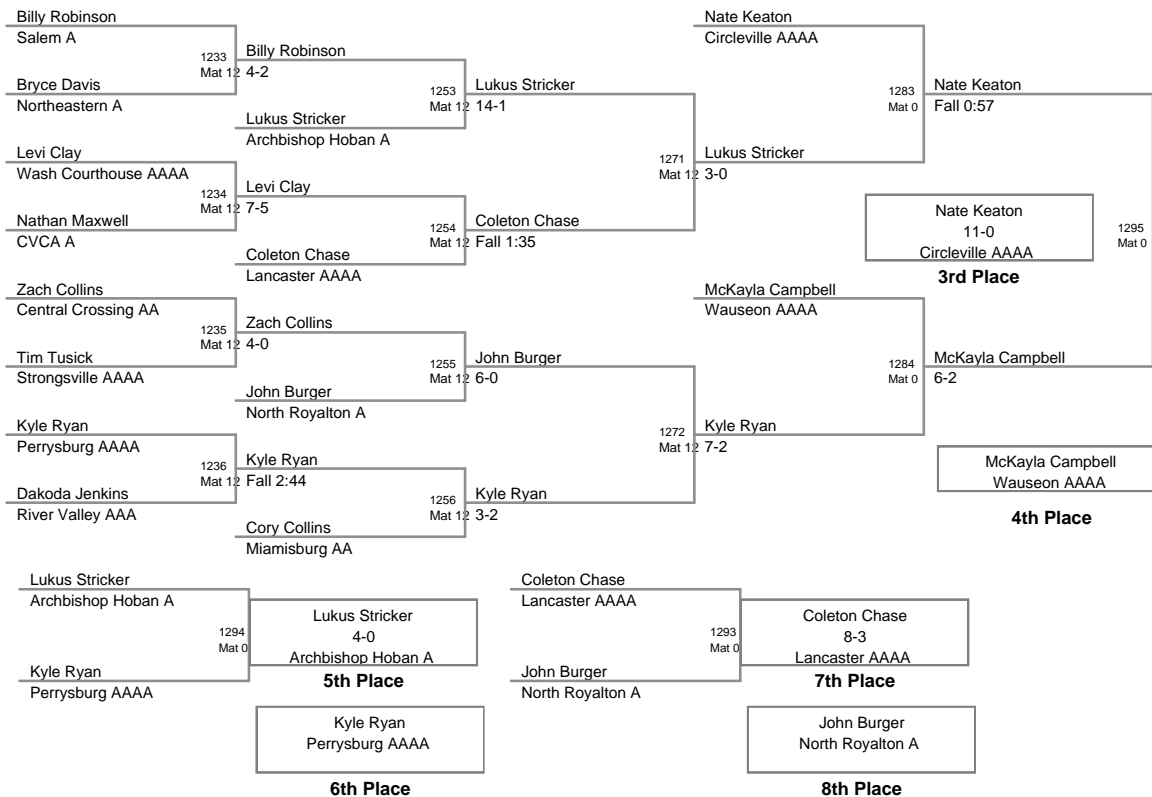 Billy Robinson
Salem A
1233
Mat 12
Bryce Davis
Northeastern A
Billy Robinson
4-2
1253
Mat 12
Lukus Stricker
Archbishop Hoban A
Lukus Stricker
14-1
Levi Clay
Wash Courthouse AAAA
1234
Mat 12
Nathan Maxwell
CVCA A
Levi Clay
7-5
1254
Mat 12
Coleton Chase
Lancaster AAAA
Coleton Chase
Fall 1:35
1271
Mat 12
Lukus Stricker
3-0
Nate Keaton
Circleville AAAA
1283
Mat 0
Nate Keaton
Fall 0:57
Zach Collins
Central Crossing AA
1235
Mat 12
Tim Tusick
Strongsville AAAA
Zach Collins
4-0
1255
Mat 12
John Burger
North Royalton A
John Burger
6-0
Kyle Ryan
Perrysburg AAAA
1236
Mat 12
Dakoda Jenkins
River Valley AAA
Kyle Ryan
Fall 2:44
1256
Mat 12
Cory Collins
Miamisburg AA
Kyle Ryan
3-2
1272
Mat 12
Kyle Ryan
7-2
McKayla Campbell
Wauseon AAAA
1284
Mat 0
McKayla Campbell
6-2
1295
Mat 0
Nate Keaton
11-0
Circleville AAAA
3rd Place
McKayla Campbell
Wauseon AAAA
4th Place
Lukus Stricker
Archbishop Hoban A
1294
Mat 0
Kyle Ryan
Perrysburg AAAA
Lukus Stricker
4-0
Archbishop Hoban A
5th Place
Kyle Ryan
Perrysburg AAAA
6th Place
Coleton Chase
Lancaster AAAA
1293
Mat 0
John Burger
North Royalton A
Coleton Chase
8-3
Lancaster AAAA
7th Place
John Burger
North Royalton A
8th Place